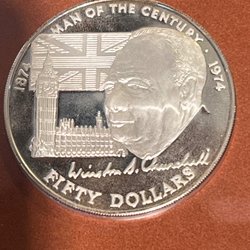 MAN OF THE CENTURY
1874 · 1974
Winston S. Churchill
FIFTY DOLLARS